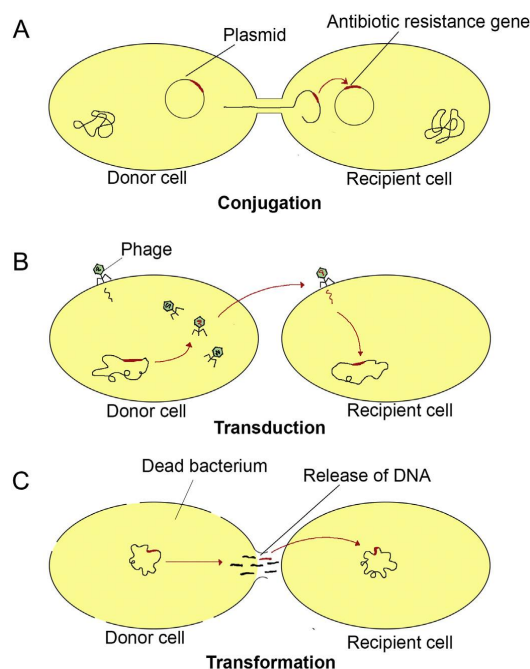 A
Plasmid
Antibiotic resistance gene
Donor cell
Recipient cell
Conjugation
B
Phage
Donor cell
Recipient cell
Transduction
C
Dead bacterium
Release of DNA
Donor cell
Recipient cell
Transformation